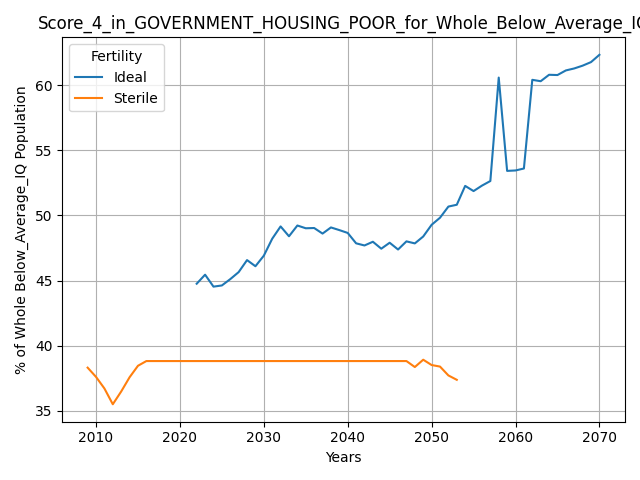 Score_4_in_GOVERNMENT_HOUSING_POOR_for_Whole_Below_Average_IQ
Fertility
Ideal
Sterile
% of Whole Below_Average_IQ Population
60
55
50
45
40
35
2010 2020 2030 2040 2050 2060 2070
Years